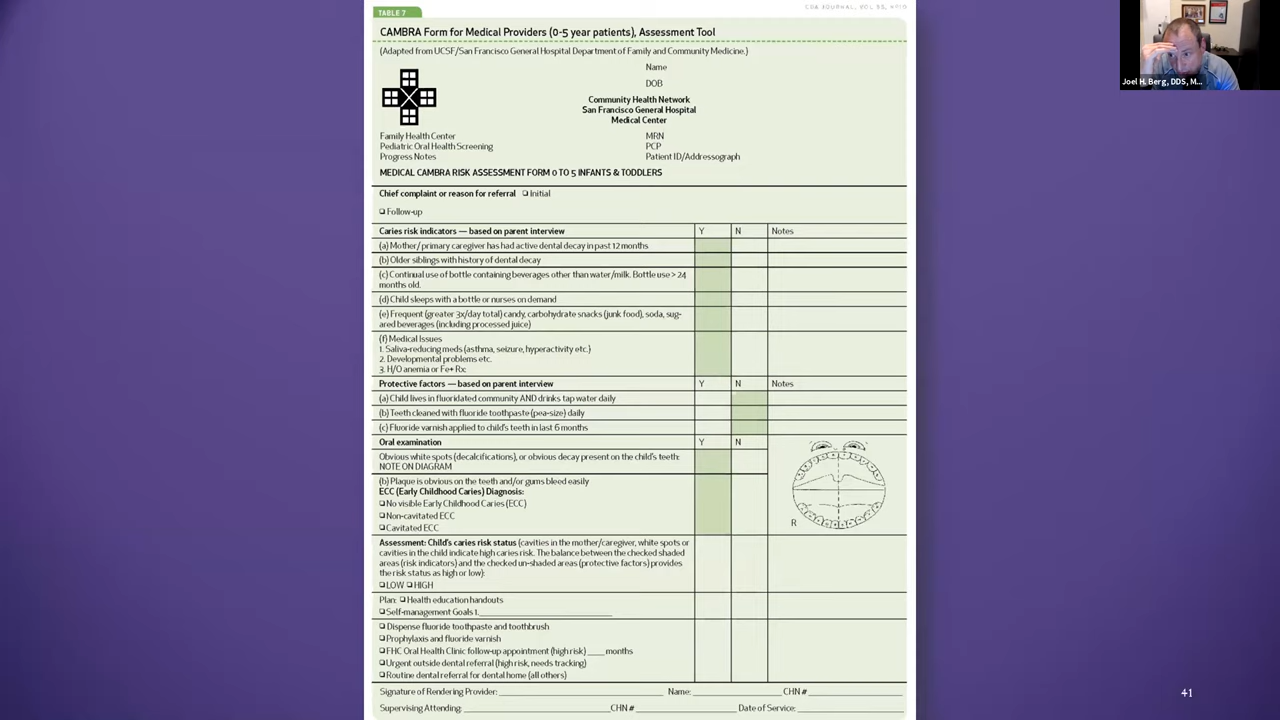 CDA JOURNAL, VOL 38, Nº10
TABLE 7
CAMBRA Form for Medical Providers (0-5 year patients), Assessment Tool
(Adapted from UCSF/San Francisco General Hospital Department of Family and Community Medicine.)
Name
DOB
Community Health Network
San Francisco General Hospital
Medical Center
Family Health Center
Pediatric Oral Health Screening
Progress Notes
MRN
PCP
Patient ID/Addressograph
MEDICAL CAMBRA RISK ASSESSMENT FORM 0 TO 5 INFANTS & TODDLERS
Chief complaint or reason for referral ❑ Initial
❑ Follow-up
Caries risk indicators — based on parent interview Y N Notes
(a) Mother/ primary caregiver has had active dental decay in past 12 months
(b) Older siblings with history of dental decay
(c) Continual use of bottle containing beverages other than water/milk. Bottle use > 24
months old.
(d) Child sleeps with a bottle or nurses on demand
(e) Frequent (greater 3x/day total) candy, carbohydrate snacks (junk food), soda, sug-
ared beverages (including processed juice)
(f) Medical Issues
1. Saliva-reducing meds (asthma, seizure, hyperactivity etc.)
2. Developmental problems etc.
3. H/O anemia or Fe+ Rx:
Protective factors — based on parent interview Y N Notes
(a) Child lives in fluoridated community AND drinks tap water daily
(b) Teeth cleaned with fluoride toothpaste (pea-size) daily
(c) Fluoride varnish applied to child's teeth in last 6 months
Oral examination Y N
Obvious white spots (decalcifications), or obvious decay present on the child's teeth:
NOTE ON DIAGRAM
(b) Plaque is obvious on the teeth and/or gums bleed easily
ECC (Early Childhood Caries) Diagnosis:
❑ No visible Early Childhood Caries (ECC)
❑ Non-cavitated ECC
❑ Cavitated ECC
R
Assessment: Child's caries risk status (cavities in the mother/caregiver, white spots or
cavities in the child indicate high caries risk. The balance between the checked shaded
areas (risk indicators) and the checked un-shaded areas (protective factors) provides
the risk status as high or low):
❑ LOW ❑ HIGH
Plan: ❑ Health education handouts
❑ Self-management Goals 1.
❑ Dispense fluoride toothpaste and toothbrush
❑ Prophylaxis and fluoride varnish
❑ FHC Oral Health Clinic follow-up appointment (high risk) ____ months
❑ Urgent outside dental referral (high risk, needs tracking)
❑ Routine dental referral for dental home (all others)
Signature of Rendering Provider: ____ Name: ____ CHN # ____
Supervising Attending: ____ CHN # ____ Date of Service: ____
Joel H. Berg, DDS, M...
41